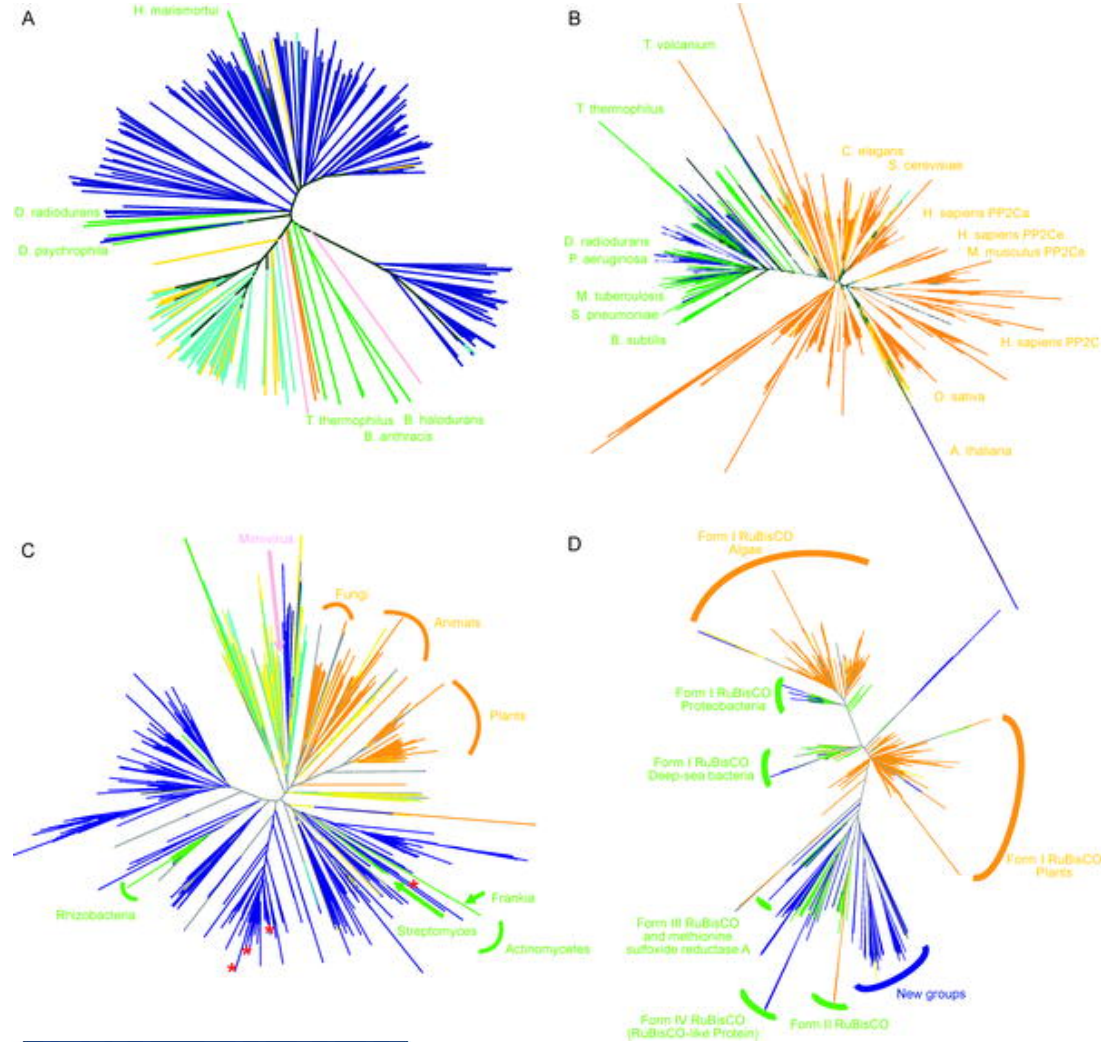 A
H. marismortui
D. radiodurans
D. psychrophila
T. thermophilus
B. halodurans
B. anthracis
B
T. volcanium
T. thermophilus
C. elegans
S. cerevisiae
H. sapiens PP2Ca
H. sapiens PP2Ce
M. musculus PP2Ce
D. radiodurans
P. aeruginosa
M. tuberculosis
S. pneumoniae
B. subtilis
H. sapiens PP2C
O. sativa
A. thaliana
C
Mimivirus
Fungi
Animals
Plants
Rhizobacteria
Frankia
Streptomyces
Actinomycetes
D
Form I RuBisCO
Algae
Form I RuBisCO
Proteobacteria
Form I RuBisCO
Deep-sea bacteria
Form I RuBisCO
Plants
Form III RuBisCO
and methionine
sulfoxide reductase A
New groups
Form IV RuBisCO
(RuBisCO-like Protein)
Form II RuBisCO